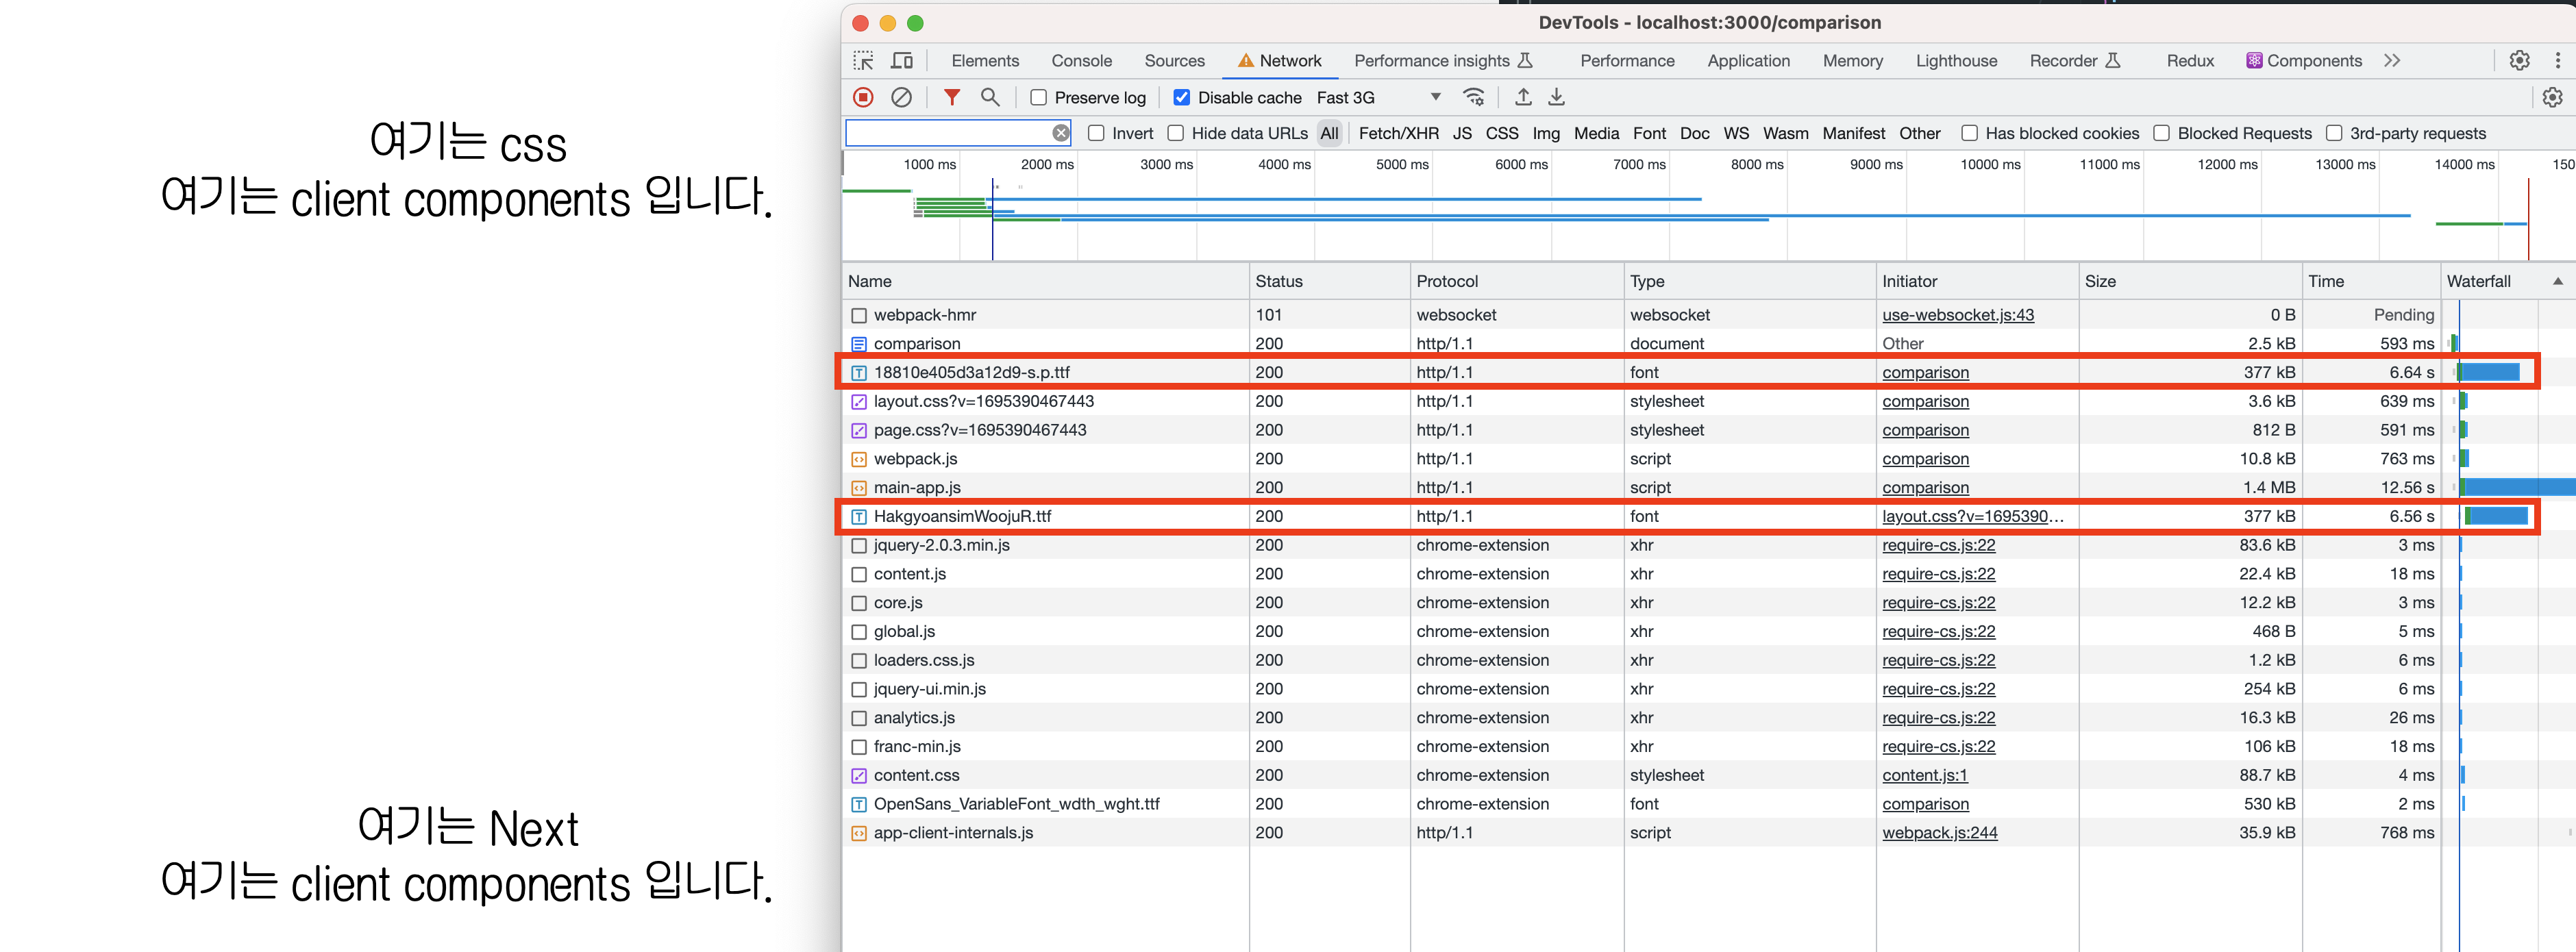 여기는 css
여기는 client components 입니다.
여기는 Next
여기는 client components 입니다.
DevTools - localhost:3000/comparison
Elements Console Sources Network Performance insights Performance Application Memory Lighthouse Recorder Redux Components
Preserve log Disable cache Fast 3G
Invert Hide data URLs All Fetch/XHR JS CSS Img Media Font Doc WS Wasm Manifest Other Has blocked cookies Blocked Requests 3rd-party requests
1000 ms 2000 ms 3000 ms 4000 ms 5000 ms 6000 ms 7000 ms 8000 ms 9000 ms 10000 ms 11000 ms 12000 ms 13000 ms 14000 ms 150
Name Status Protocol Type Initiator Size Time Waterfall
webpack-hmr 101 websocket websocket use-websocket.js:43 0 B Pending
comparison 200 http/1.1 document Other 2.5 kB 593 ms
18810e405d3a12d9-s.p.ttf 200 http/1.1 font comparison 377 kB 6.64 s
layout.css?v=1695390467443 200 http/1.1 stylesheet comparison 3.6 kB 639 ms
page.css?v=1695390467443 200 http/1.1 stylesheet comparison 812 B 591 ms
webpack.js 200 http/1.1 script comparison 10.8 kB 763 ms
main-app.js 200 http/1.1 script comparison 1.4 MB 12.56 s
HakgyoansimWoojuR.ttf 200 http/1.1 font layout.css?v=1695390... 377 kB 6.56 s
jquery-2.0.3.min.js 200 chrome-extension xhr require-cs.js:22 83.6 kB 3 ms
content.js 200 chrome-extension xhr require-cs.js:22 22.4 kB 18 ms
core.js 200 chrome-extension xhr require-cs.js:22 12.2 kB 3 ms
global.js 200 chrome-extension xhr require-cs.js:22 468 B 5 ms
loaders.css.js 200 chrome-extension xhr require-cs.js:22 1.2 kB 6 ms
jquery-ui.min.js 200 chrome-extension xhr require-cs.js:22 254 kB 6 ms
analytics.js 200 chrome-extension xhr require-cs.js:22 16.3 kB 26 ms
franc-min.js 200 chrome-extension xhr require-cs.js:22 106 kB 18 ms
content.css 200 chrome-extension stylesheet content.js:1 88.7 kB 4 ms
OpenSans_VariableFont_wdth_wght.ttf 200 chrome-extension font comparison 530 kB 2 ms
app-client-internals.js 200 http/1.1 script webpack.js:244 35.9 kB 768 ms